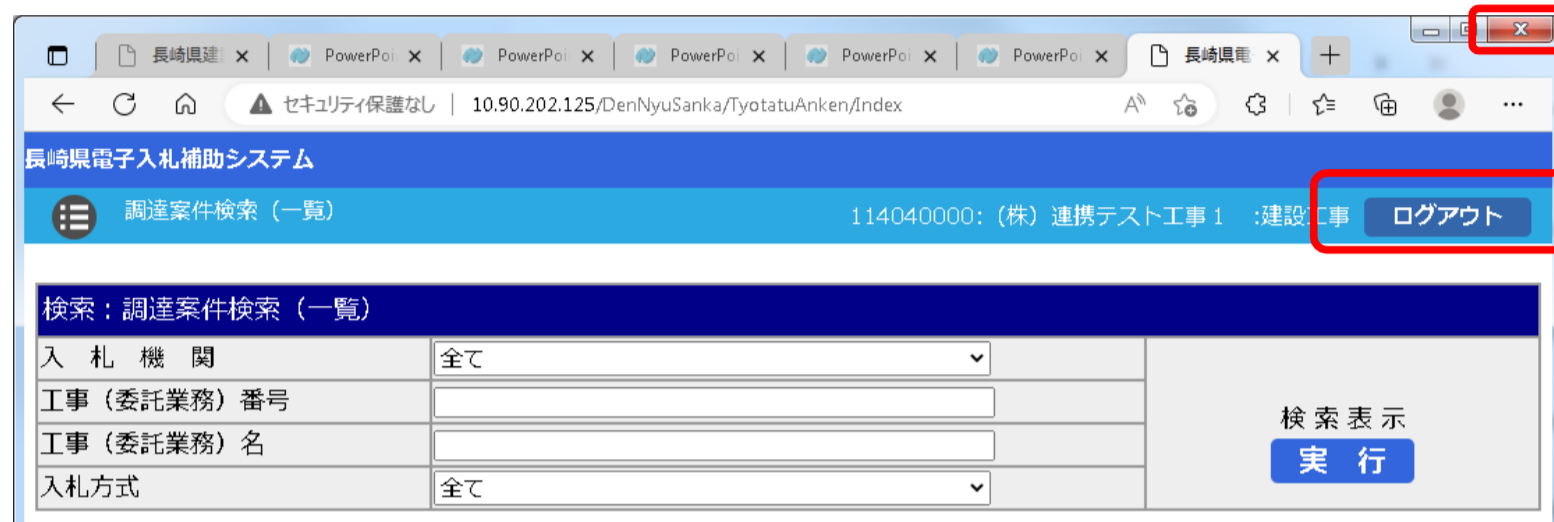 長崎県建 PowerPoi PowerPoi PowerPoi PowerPoi PowerPoi 長崎県電
セキュリティ保護なし 10.90.202.125/DenNyuSanka/TyotatuAnken/Index
長崎県電子入札補助システム
調達案件検索（一覧） 114040000:（株）連携テスト工事１ :建設工事 ログアウト
検索：調達案件検索（一覧）
入 札 機 関 全て
工事（委託業務）番号
検 索 表 示
工事（委託業務）名
実 行
入札方式 全て